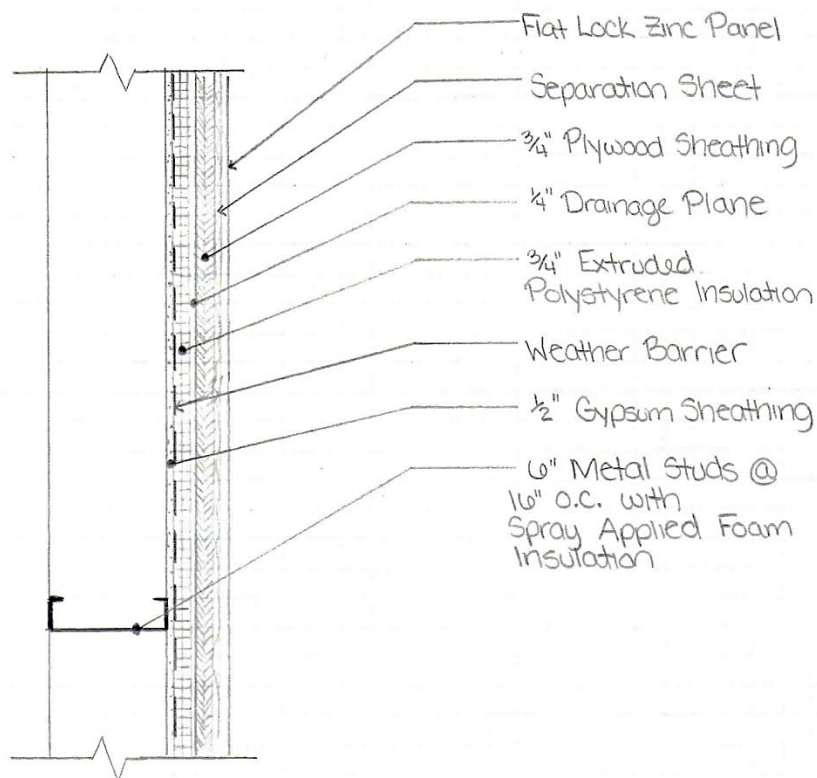 Flat Lock Zinc Panel
Separation Sheet
3/4" Plywood Sheathing
1/4" Drainage Plane
3/4" Extruded
Polystyrene Insulation
Weather Barrier
1/2" Gypsum Sheathing
6" Metal Studs @
16" O.C. with
Spray Applied Foam
Insulation